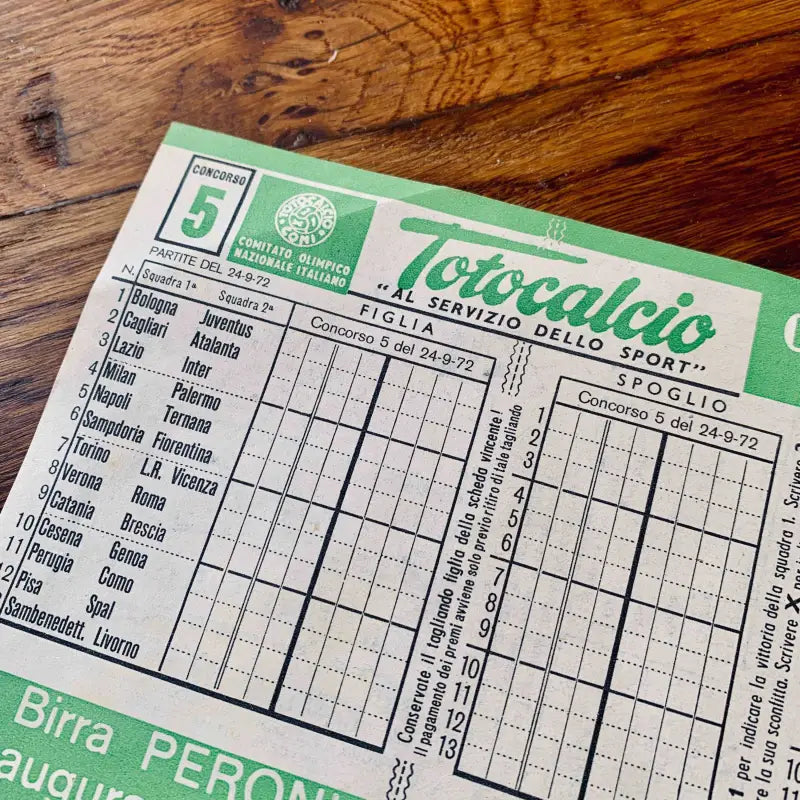 CONCORSO
5
TOTOCALCIO
CONI
COMITATO OLIMPICO
NAZIONALE ITALIANO
Totocalcio
"AL SERVIZIO DELLO SPORT"
PARTITE DEL 24-9-72
N. Squadra 1ª Squadra 2ª
1 Bologna Juventus
2 Cagliari Atalanta
3 Lazio Inter
4 Milan Palermo
5 Napoli Ternana
6 Sampdoria Fiorentina
7 Torino L.R. Vicenza
8 Verona Roma
9 Catania Brescia
10 Cesena Genoa
11 Perugia Como
12 Pisa Spal
Sambenedett. Livorno
FIGLIA
Concorso 5 del 24-9-72
Conservate il tagliando figlia della scheda vincente!
Il pagamento dei premi avviene solo previo ritiro di tale tagliando
SPOGLIO
Concorso 5 del 24-9-72
1
2
3
4
5
6
7
8
9
10
11
12
13
1 per indicare la vittoria della squadra 1. Scrivere 2
re la sua sconfitta. Scrivere X
10
11
Birra PERONI